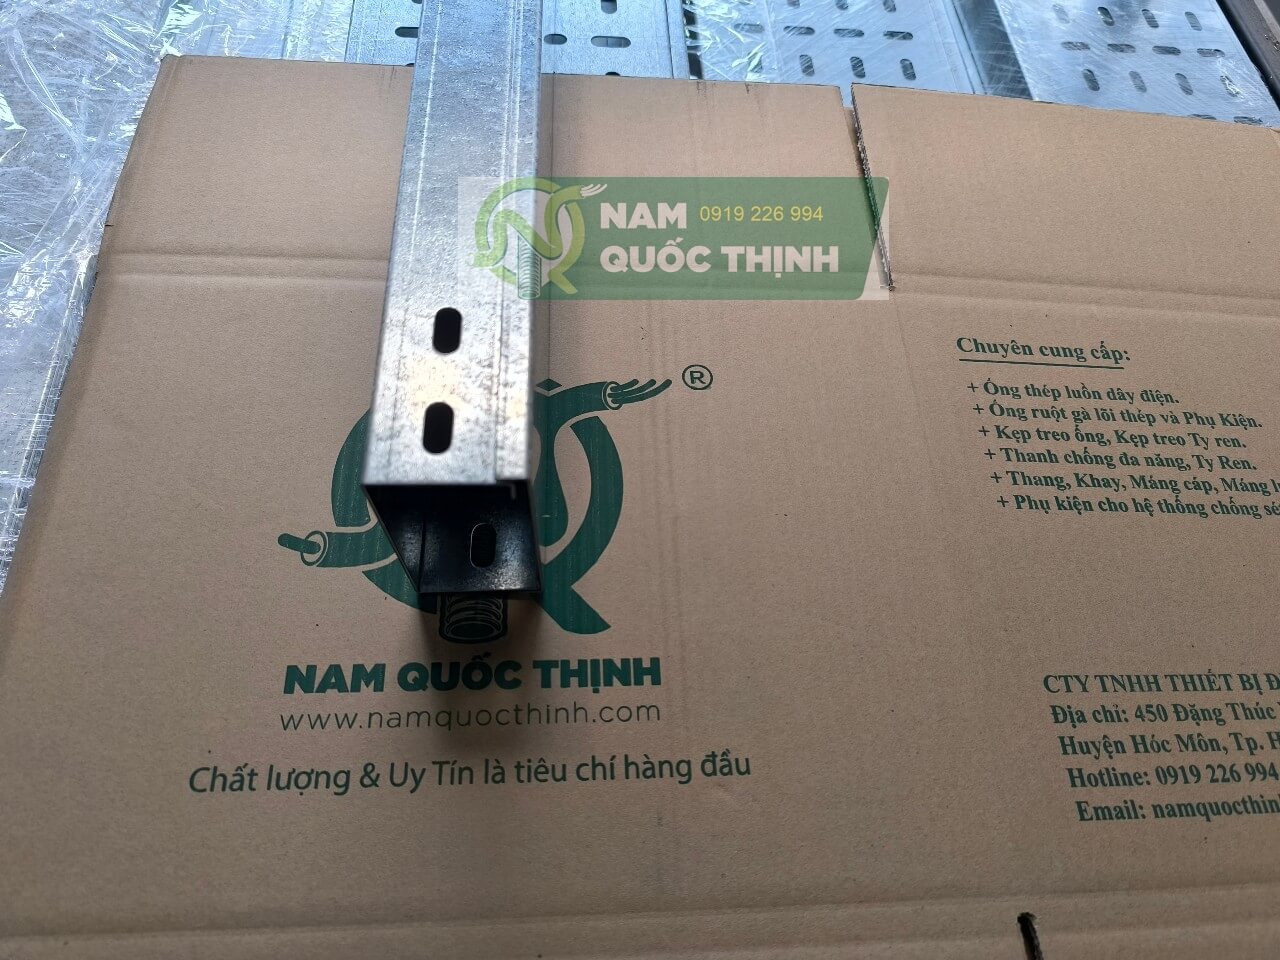 NAM 0919 226 994
QUỐC THỊNH
®
Chuyên cung cấp:
+ Ống thép luồn dây điện.
+ Ống ruột gà lõi thép và Phụ Kiện.
+ Kẹp treo ống, Kẹp treo Ty ren.
+ Thanh chống đa năng, Ty Ren.
+ Thang, Khay, Máng cáp, Máng
+ Phụ kiện cho hệ thống chống
NAM QUỐC THỊNH
www.namquocthinh.com
Chất lượng & Uy Tín là tiêu chí hàng đầu
CTY TNHH THIẾT BỊ
Địa chỉ: 450 Đặng Thúc
Huyện Hóc Môn, Tp.
Hotline: 0919 226 994
Email: namquocthin